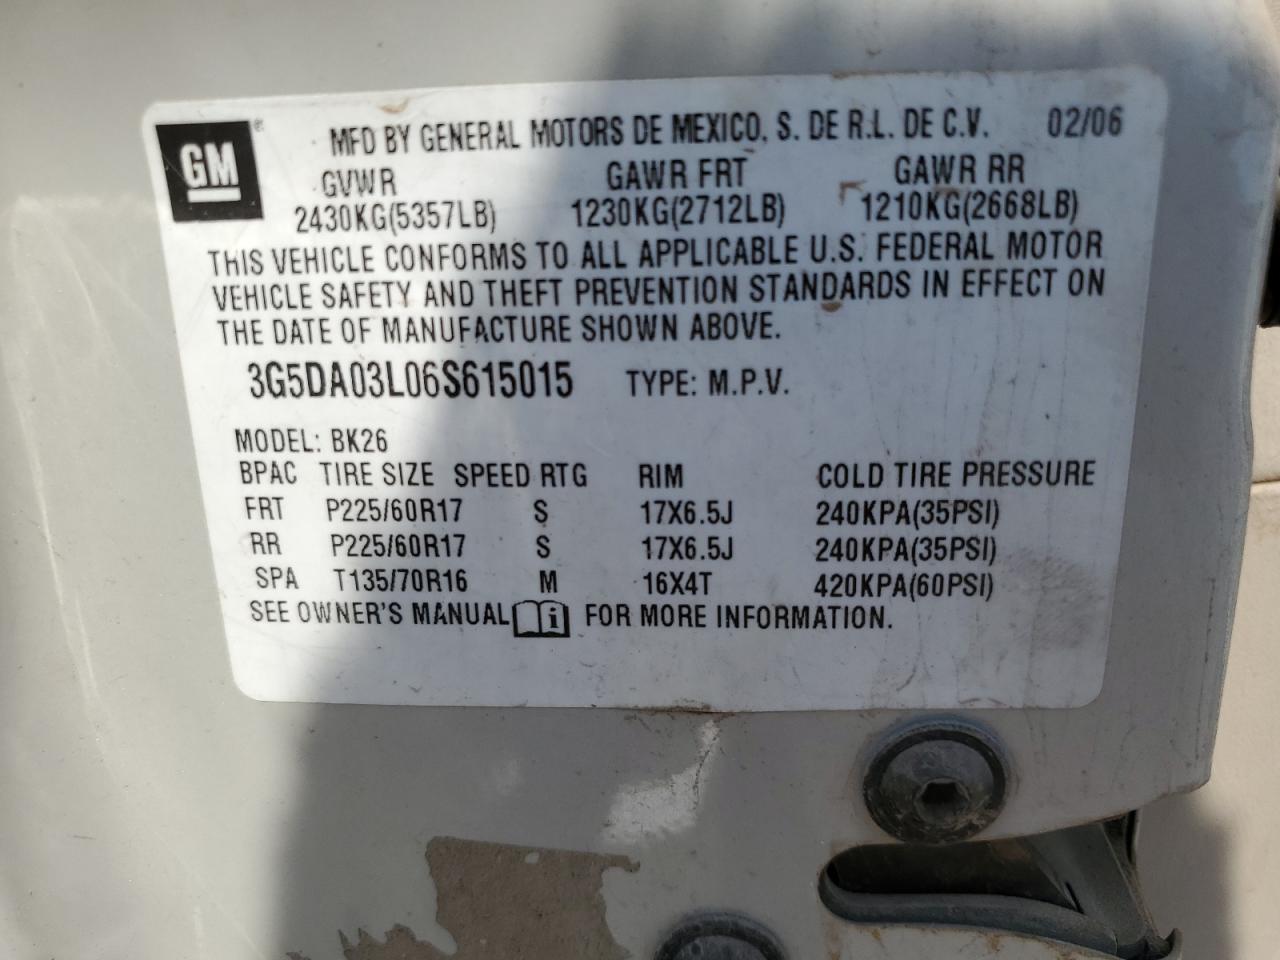 GM® MFD BY GENERAL MOTORS DE MEXICO, S. DE R.L. DE C.V. 02/06
GVWR GAWR FRT GAWR RR
2430KG(5357LB) 1230KG(2712LB) 1210KG(2668LB)
THIS VEHICLE CONFORMS TO ALL APPLICABLE U.S. FEDERAL MOTOR
VEHICLE SAFETY AND THEFT PREVENTION STANDARDS IN EFFECT ON
THE DATE OF MANUFACTURE SHOWN ABOVE.
3G5DA03L06S615015 TYPE: M.P.V.
MODEL: BK26
BPAC TIRE SIZE SPEED RTG RIM COLD TIRE PRESSURE
FRT P225/60R17 S 17X6.5J 240KPA(35PSI)
RR P225/60R17 S 17X6.5J 240KPA(35PSI)
SPA T135/70R16 M 16X4T 420KPA(60PSI)
SEE OWNER'S MANUAL i FOR MORE INFORMATION.